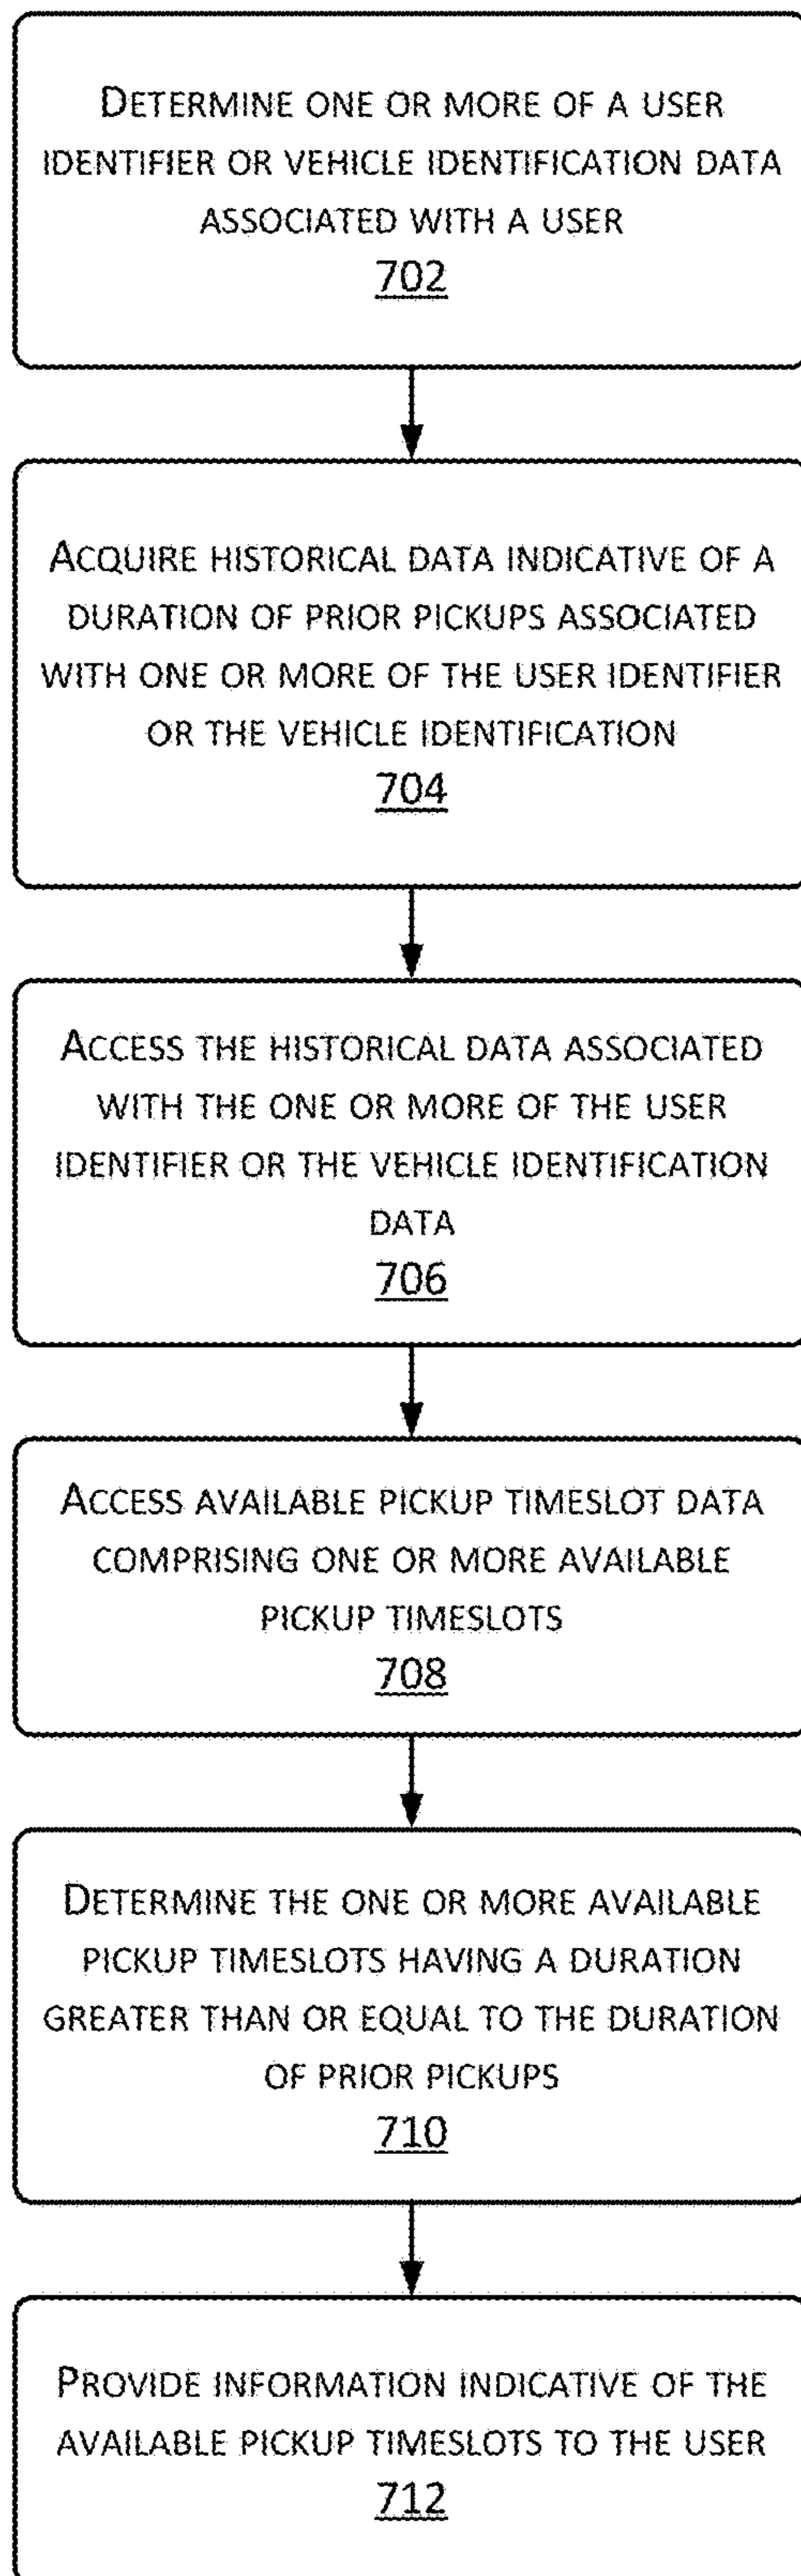 DETERMINE ONE OR MORE OF A USER
IDENTIFIER OR VEHICLE IDENTIFICATION DATA
ASSOCIATED WITH A USER
702
ACQUIRE HISTORICAL DATA INDICATIVE OF A
DURATION OF PRIOR PICKUPS ASSOCIATED
WITH ONE OR MORE OF THE USER IDENTIFIER
OR THE VEHICLE IDENTIFICATION
704
ACCESS THE HISTORICAL DATA ASSOCIATED
WITH THE ONE OR MORE OF THE USER
IDENTIFIER OR THE VEHICLE IDENTIFICATION
DATA
706
ACCESS AVAILABLE PICKUP TIMESLOT DATA
COMPRISING ONE OR MORE AVAILABLE
PICKUP TIMESLOTS
708
DETERMINE THE ONE OR MORE AVAILABLE
PICKUP TIMESLOTS HAVING A DURATION
GREATER THAN OR EQUAL TO THE DURATION
OF PRIOR PICKUPS
710
PROVIDE INFORMATION INDICATIVE OF THE
AVAILABLE PICKUP TIMESLOTS TO THE USER
712